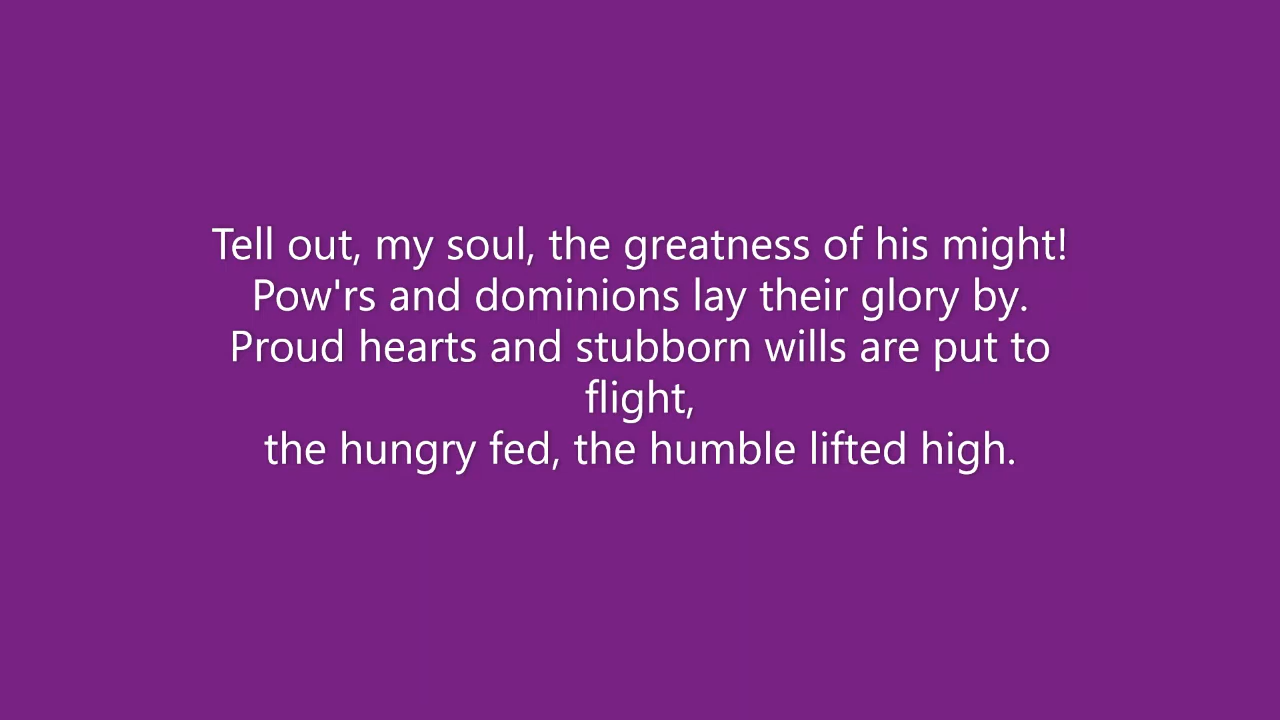 Tell out, my soul, the greatness of his might!
Pow'rs and dominions lay their glory by.
Proud hearts and stubborn wills are put to
flight,
the hungry fed, the humble lifted high.